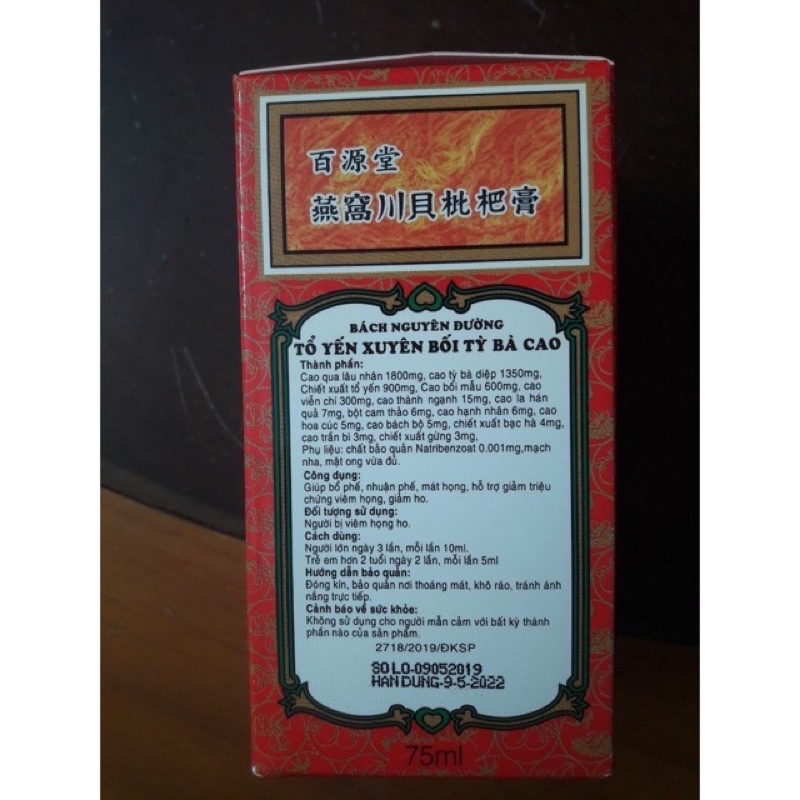 百源堂
燕窩川貝枇杷膏
BÁCH NGUYÊN ĐƯỜNG
TỔ YẾN XUYÊN BỐI TỲ BÀ CAO
Thành phần:
Cao qua lâu nhân 1800mg, cao tỳ bà diệp 1350mg,
Chiết xuất tổ yến 900mg, Cao bối mẫu 600mg, cao
viễn chí 300mg, cao thành ngạnh 15mg, cao la hán
quả 7mg, bột cam thảo 6mg, cao hạnh nhân 6mg, cao
hoa cúc 5mg, cao bách bộ 5mg, chiết xuất bạc hà 4mg,
cao trần bì 3mg, chiết xuất gừng 3mg,
Phụ liệu: chất bảo quản Natribenzoat 0.001mg,mạch
nha, mật ong vừa đủ.
Công dụng:
Giúp bổ phế, nhuận phế, mát họng, hỗ trợ giảm triệu
chứng viêm họng, giảm ho.
Đối tượng sử dụng:
Người bị viêm họng ho.
Cách dùng:
Người lớn ngày 3 lần, mỗi lần 10ml.
Trẻ em hơn 2 tuổi ngày 2 lần, mỗi lần 5ml
Hướng dẫn bảo quản:
Đóng kín, bảo quản nơi thoáng mát, khô ráo, tránh ánh
nắng trực tiếp.
Cảnh báo về sức khỏe:
Không sử dụng cho người mẫn cảm với bất kỳ thành
phần nào của sản phẩm.
2718/2019/ĐKSP
SO LO-09052019
HAN DUNG-9-5-2022
75ml